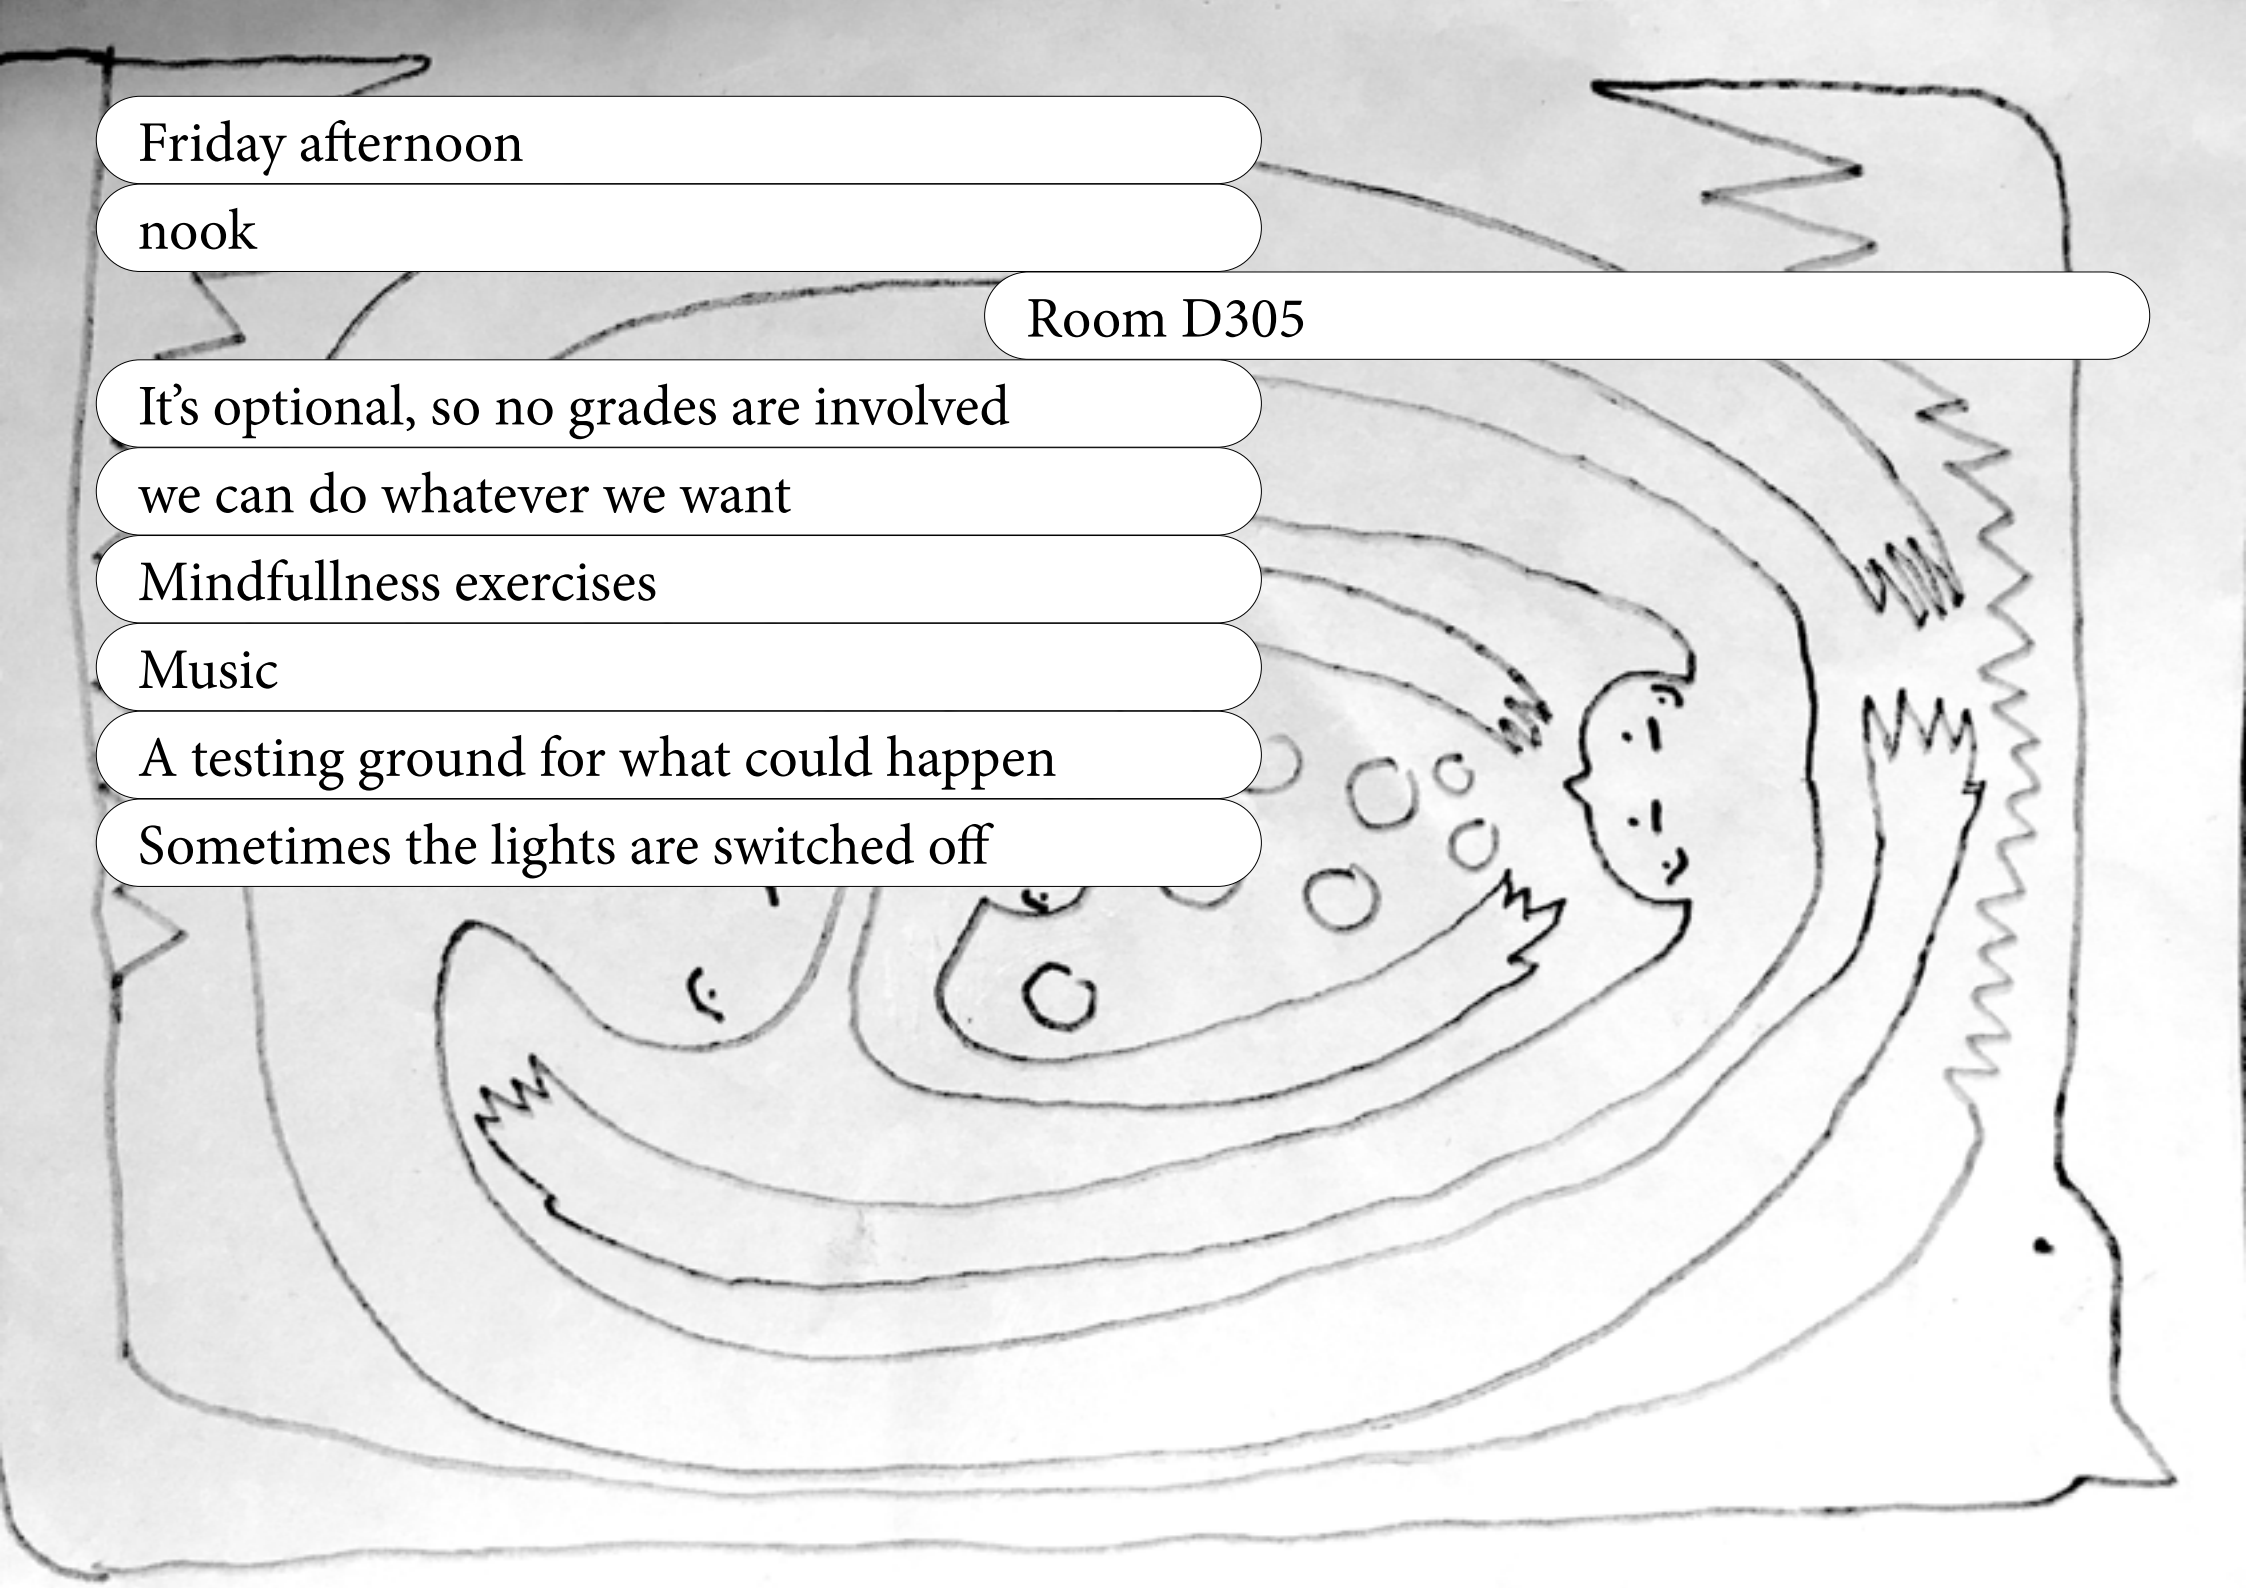 Friday afternoon
nook
Room D305
It’s optional, so no grades are involved
we can do whatever we want
Mindfullness exercises
Music
A testing ground for what could happen
Sometimes the lights are switched off